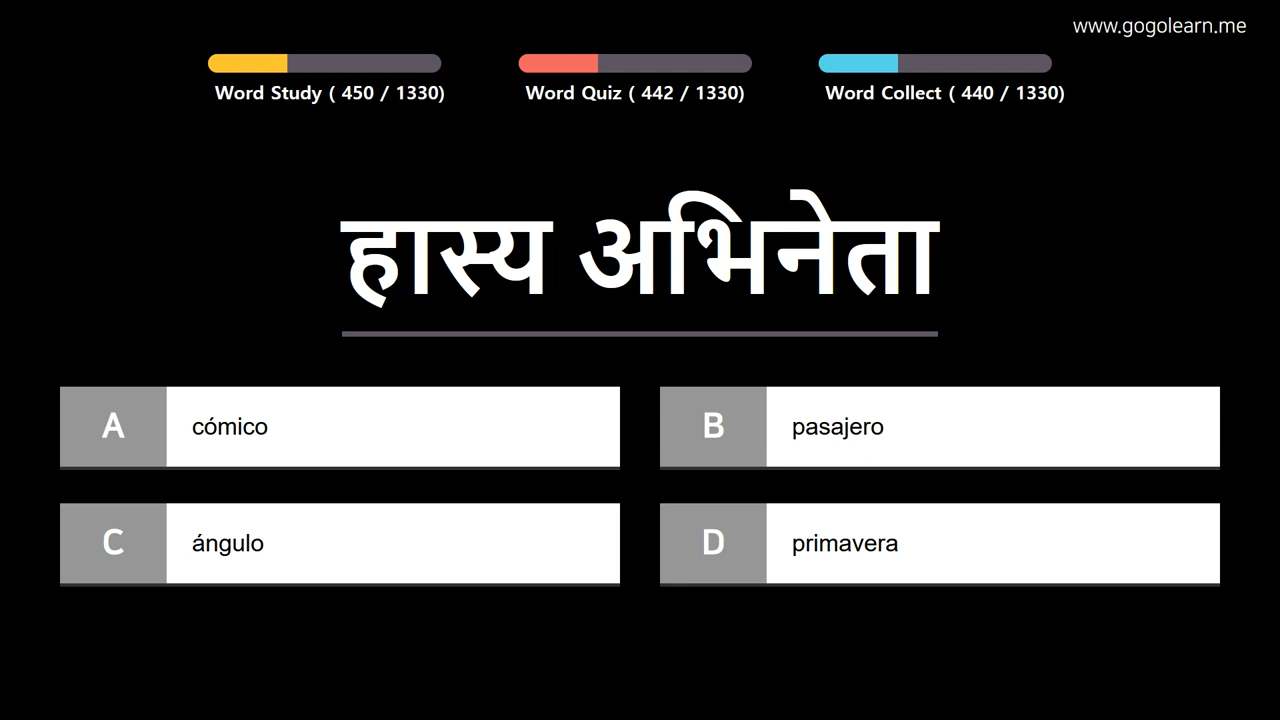 www.gogolearn.me
Word Study ( 450 / 1330)
Word Quiz ( 442 / 1330)
Word Collect ( 440 / 1330)
हास्य अभिनेता
A cómico
B pasajero
C ángulo
D primavera